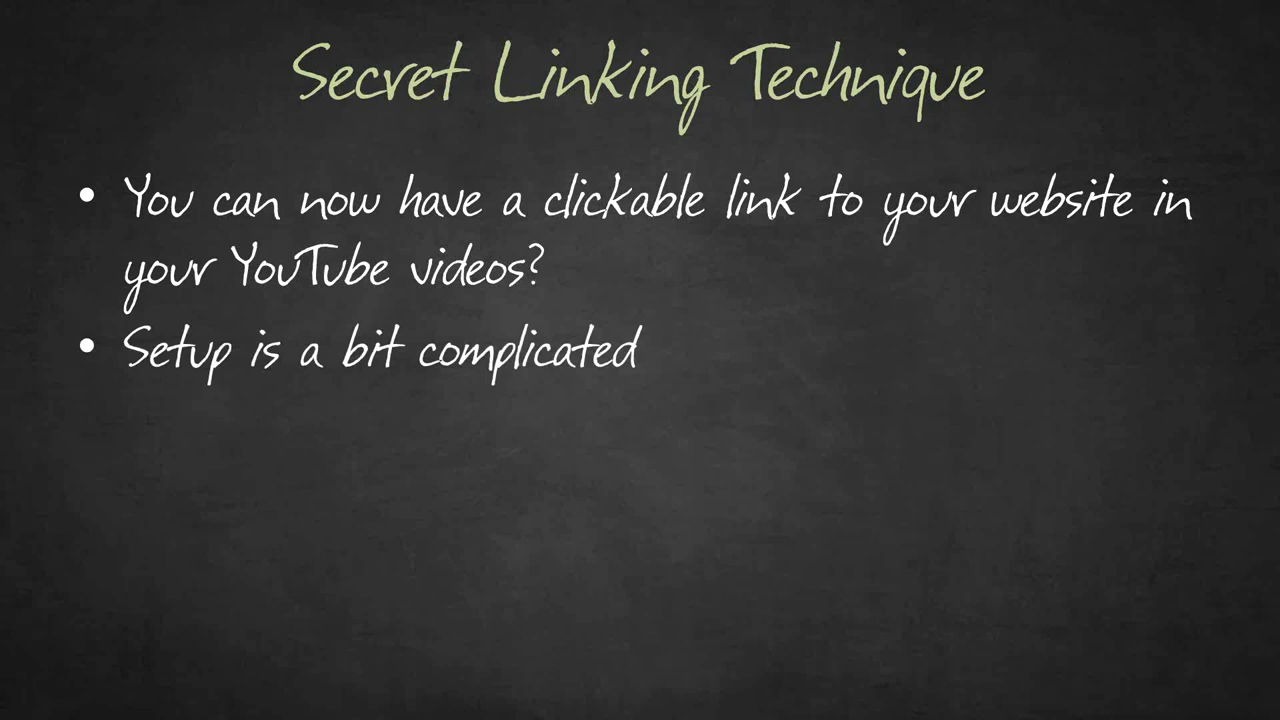 Secret Linking Technique
• You can now have a clickable link to your website in
your YouTube videos?
• Setup is a bit complicated